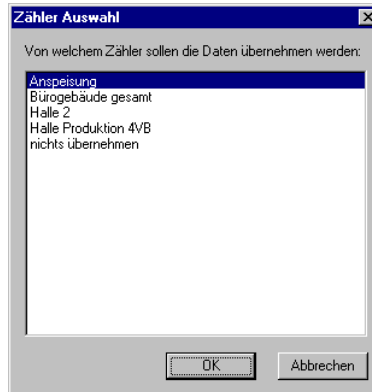 Zähler Auswahl
Von welchem Zähler sollen die Daten übernehmen werden:
Anspeisung
Bürogebäude gesamt
Halle 2
Halle Produktion 4VB
nichts übernehmen
OK
Abbrechen